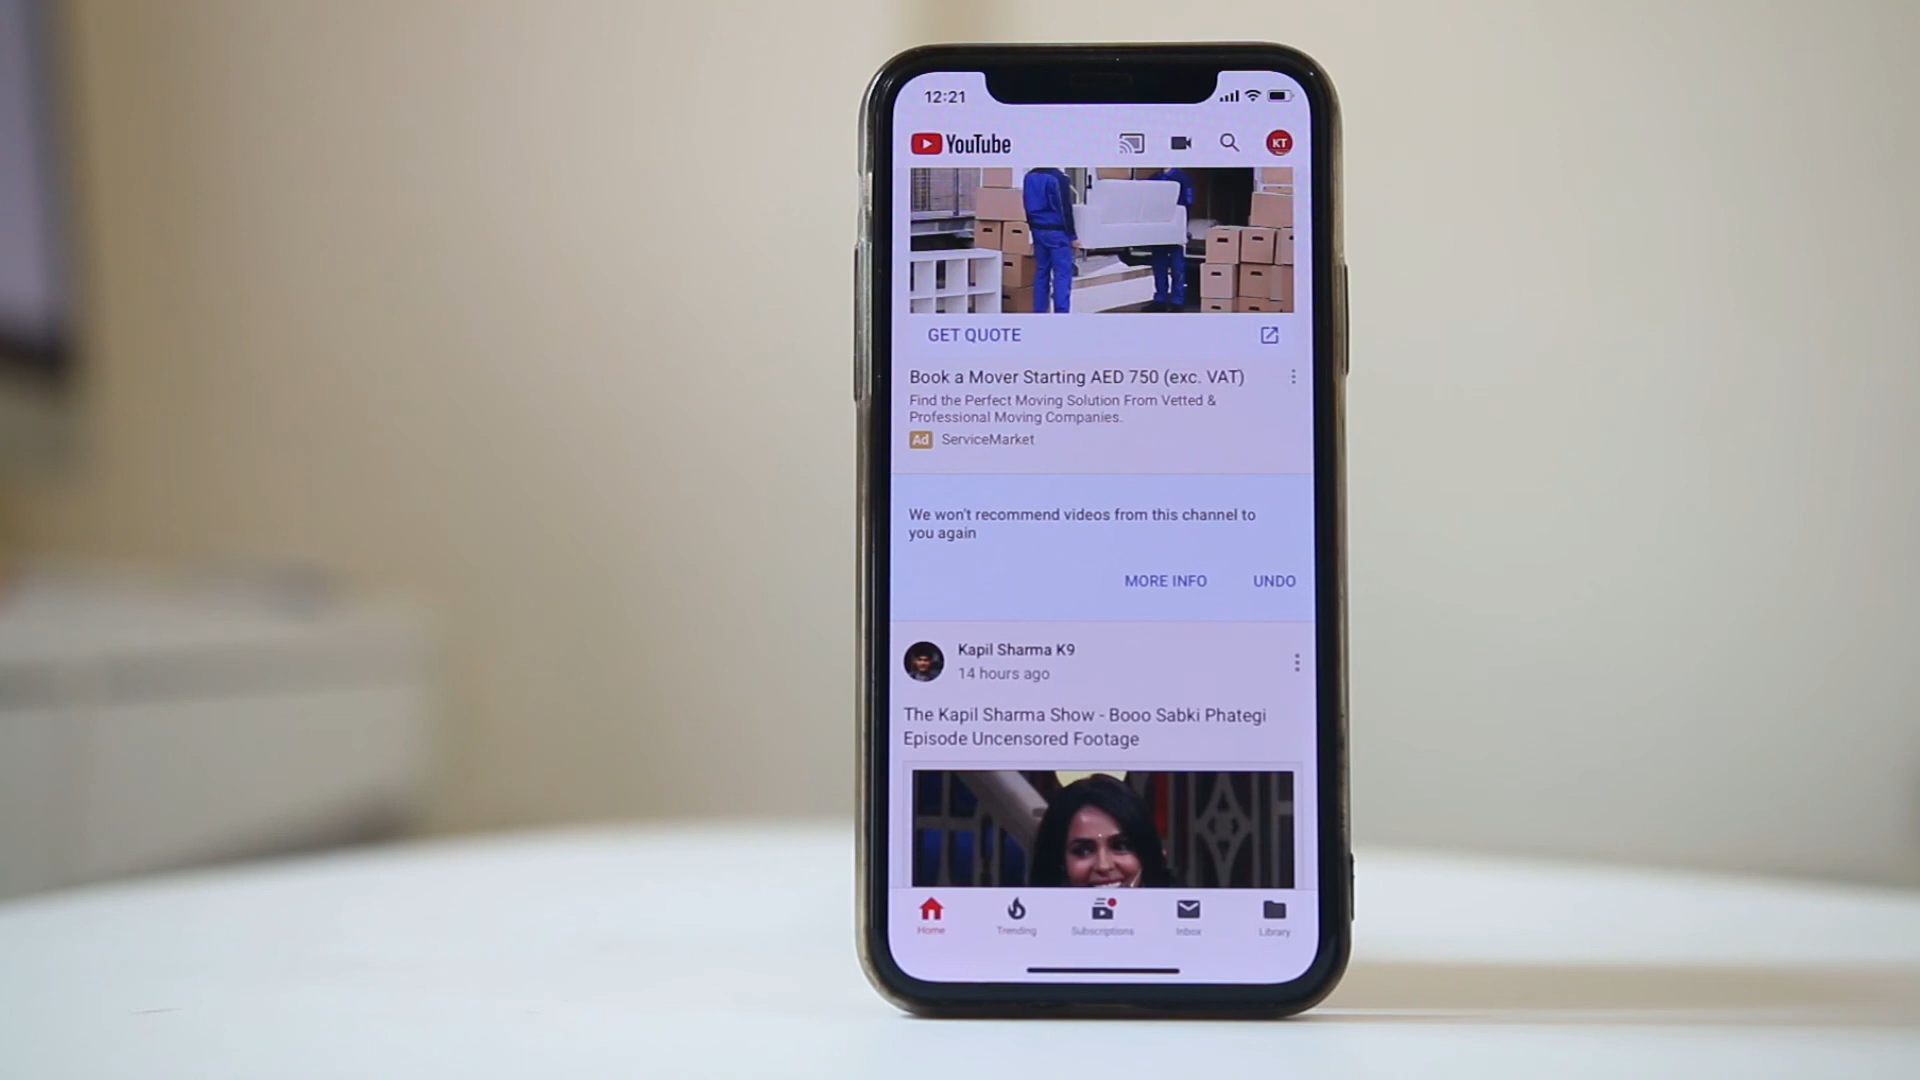 12:21
YouTube
KT
GET QUOTE
Book a Mover Starting AED 750 (exc. VAT)
Find the Perfect Moving Solution From Vetted &
Professional Moving Companies.
Ad ServiceMarket
We won't recommend videos from this channel to
you again
MORE INFO UNDO
Kapil Sharma K9
14 hours ago
The Kapil Sharma Show - Booo Sabki Phategi
Episode Uncensored Footage
Home Trending Subscriptions Inbox Library